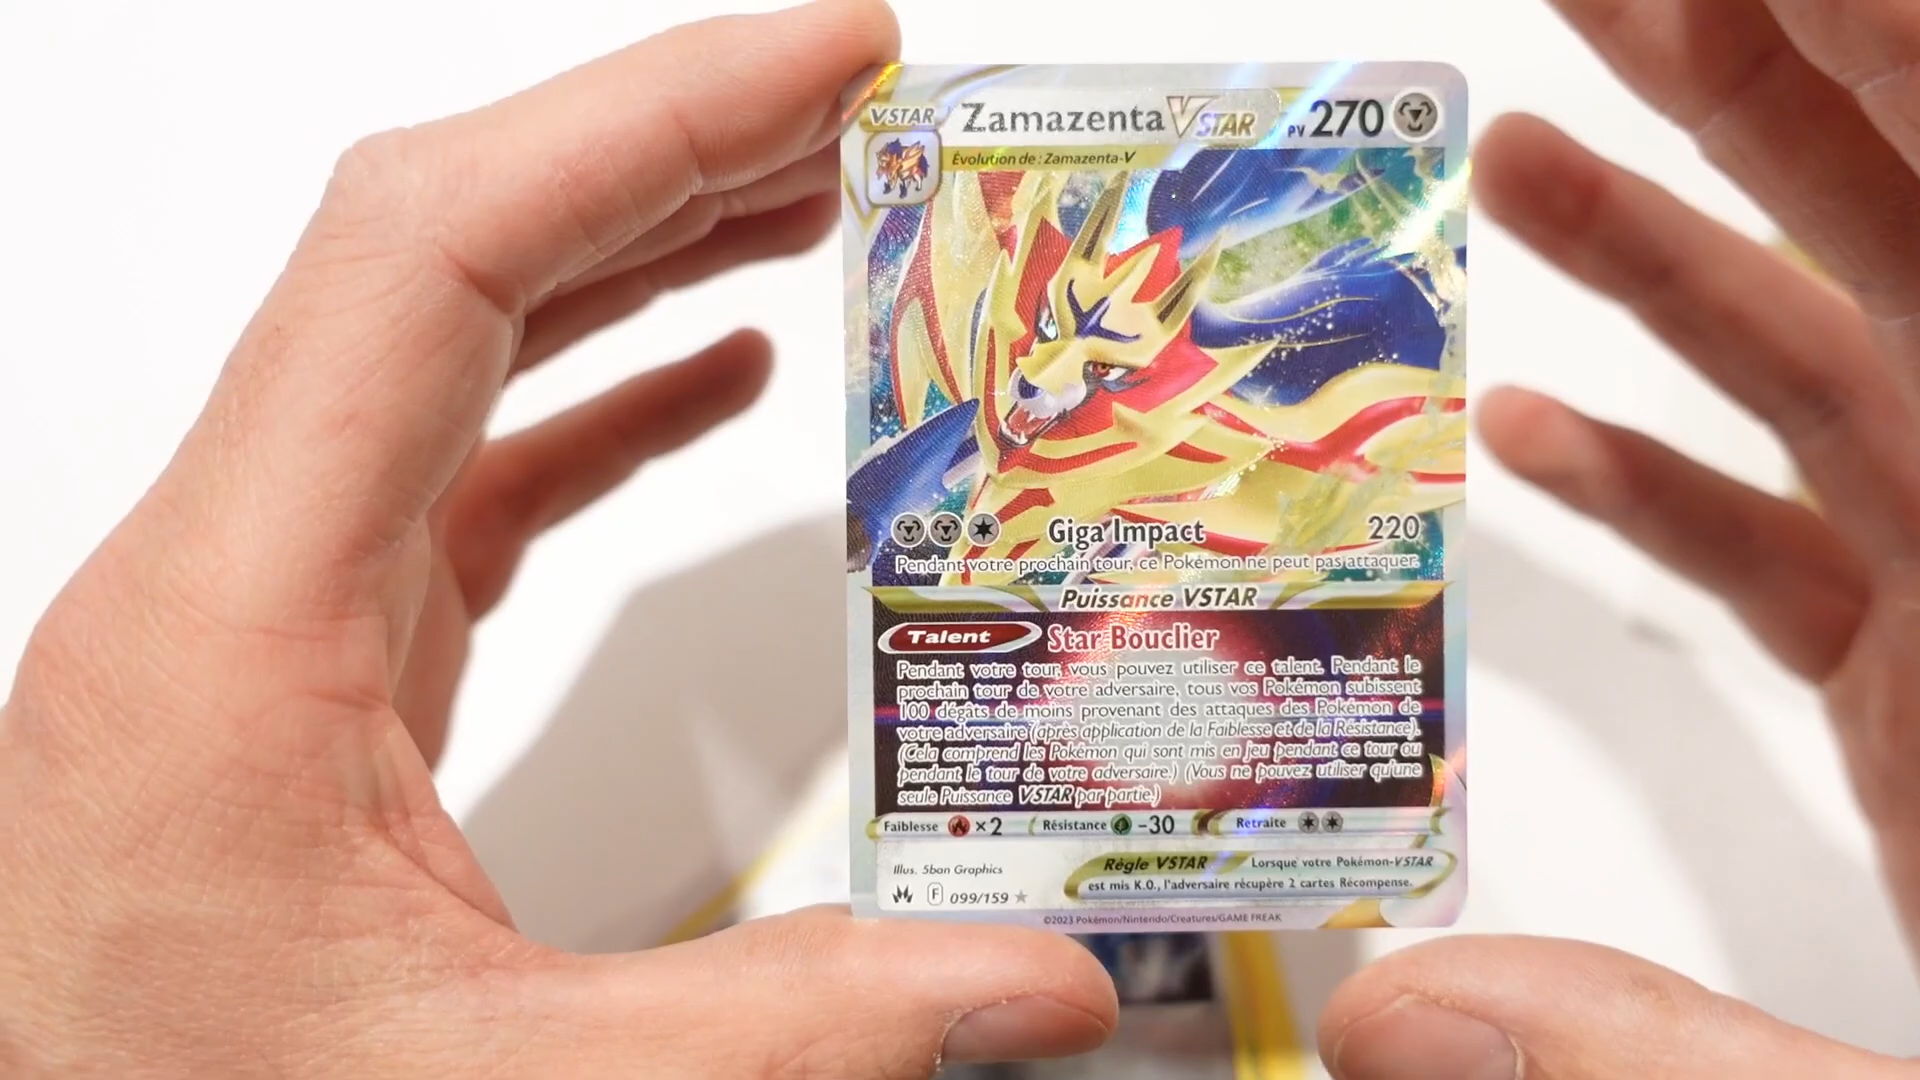 VSTAR Zamazenta VSTAR PV 270
Évolution de : Zamazenta-V
Giga Impact 220
Pendant votre prochain tour, ce Pokémon ne peut pas attaquer.
Puissance VSTAR
Talent Star Bouclier
Pendant votre tour, vous pouvez utiliser ce talent. Pendant le
prochain tour de votre adversaire, tous vos Pokémon subissent
100 dégâts de moins provenant des attaques des Pokémon de
votre adversaire (après application de la Faiblesse et de la Résistance).
(Cela comprend les Pokémon qui sont mis en jeu pendant ce tour ou
pendant le tour de votre adversaire.) (Vous ne pouvez utiliser qu'une
seule Puissance VSTAR par partie.)
Faiblesse ×2 Résistance -30 Retraite
Illus. 5ban Graphics
Règle VSTAR Lorsque votre Pokémon-VSTAR
est mis K.O., l'adversaire récupère 2 cartes Récompense.
F 099/159 ★
©2023 Pokémon/Nintendo/Creatures/GAME FREAK